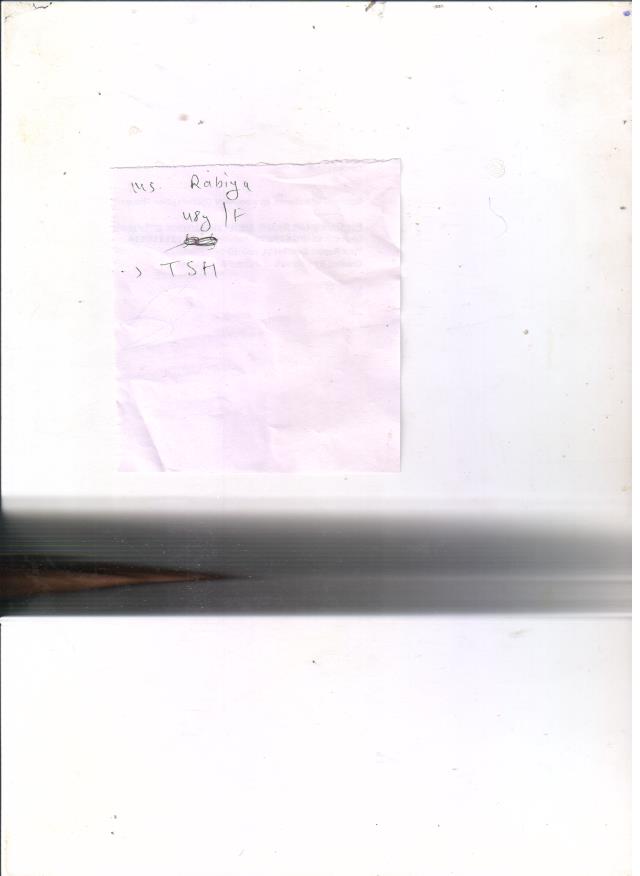 Ms. Rabiya
48y / F
-> TSH